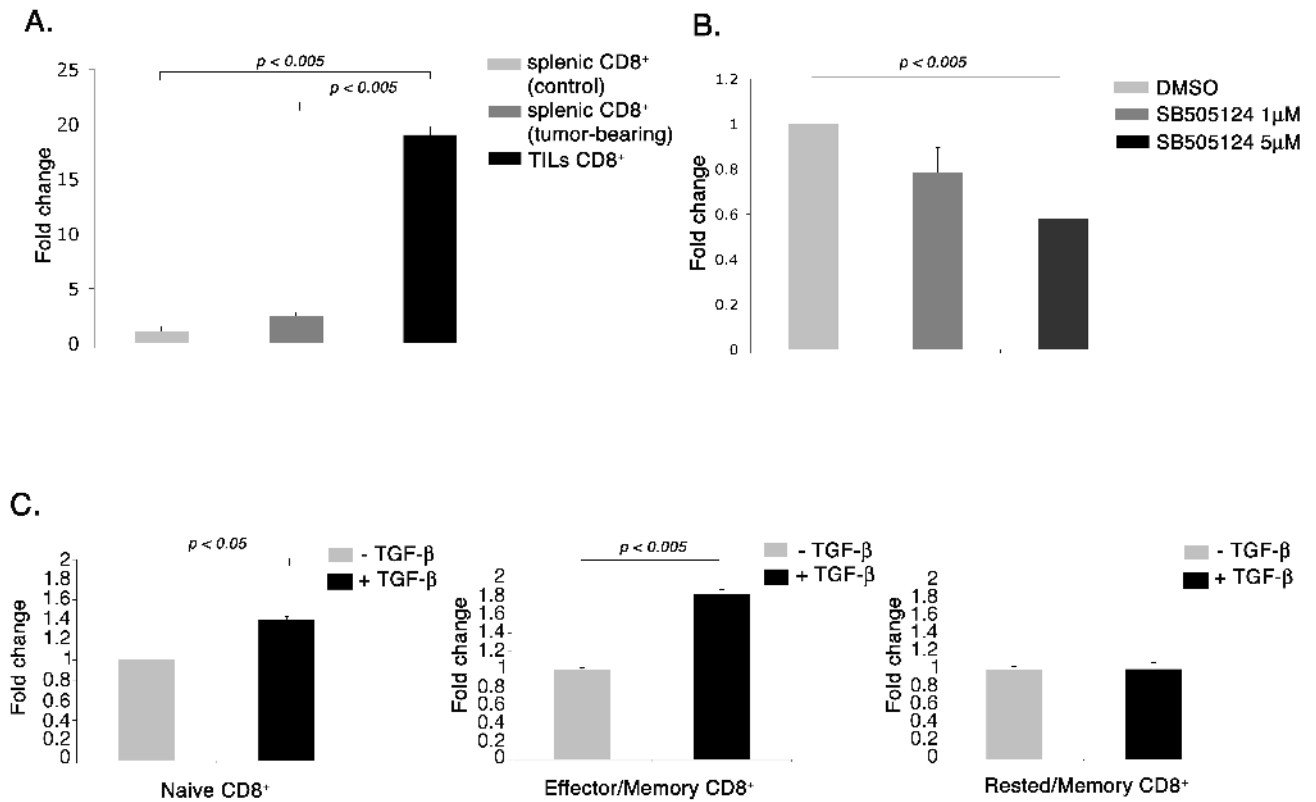 A.
p < 0.005
p < 0.005
25
20
15
10
5
0
Fold change
splenic CD8+
(control)
splenic CD8+
(tumor-bearing)
TILs CD8+
B.
p < 0.005
1.2
1
0.8
0.6
0.4
0.2
0
Fold change
DMSO
SB505124 1μM
SB505124 5μM
C.
p < 0.05
2
1.8
1.6
1.4
1.2
1
0.8
0.6
0.4
0.2
0
Fold change
- TGF-β
+ TGF-β
Naive CD8+
p < 0.005
2
1.8
1.6
1.4
1.2
1
0.8
0.6
0.4
0.2
0
Fold change
- TGF-β
+ TGF-β
Effector/Memory CD8+
2
1.8
1.6
1.4
1.2
1
0.8
0.6
0.4
0.2
0
Fold change
- TGF-β
+ TGF-β
Rested/Memory CD8+